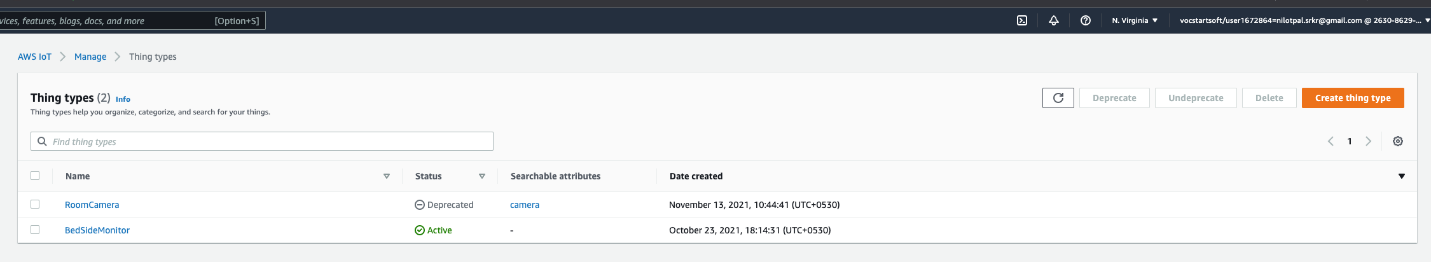 vices, features, blogs, docs, and more [Option+S] N. Virginia vocstartsoft/user1672864=nilotpal.srkr@gmail.com @ 2630-8629-...
AWS IoT Manage Thing types
Thing types (2) Info
Thing types help you organize, categorize, and search for your things.
Deprecate Undeprecate Delete Create thing type
Find thing types
1
Name Status Searchable attributes Date created
RoomCamera Deprecated camera November 13, 2021, 10:44:41 (UTC+0530)
BedSideMonitor Active - October 23, 2021, 18:14:31 (UTC+0530)